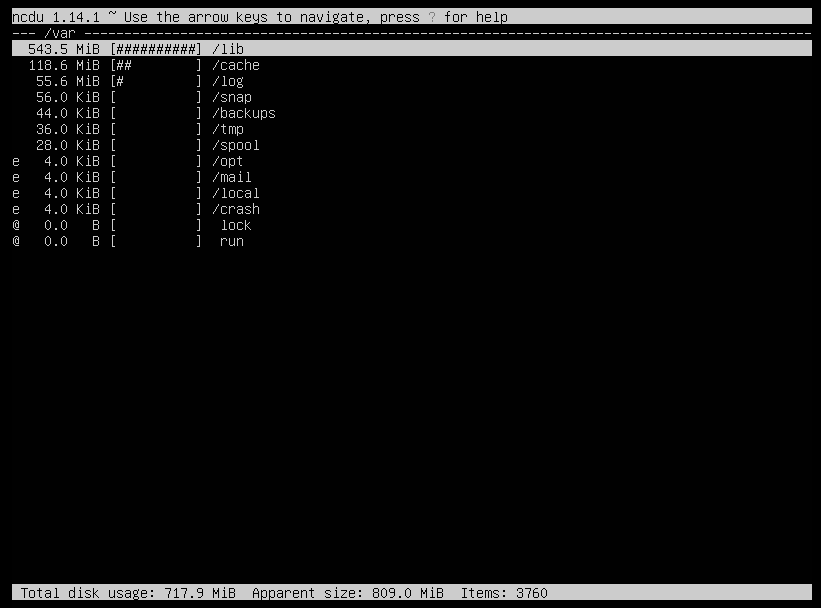 ncdu 1.14.1 ~ Use the arrow keys to navigate, press ? for help
--- /var ----------------------------------------------------------------------------------------
  543.5 MiB [##########] /lib
  118.6 MiB [##        ] /cache
   55.6 MiB [#         ] /log
   56.0 KiB [          ] /snap
   44.0 KiB [          ] /backups
   36.0 KiB [          ] /tmp
   28.0 KiB [          ] /spool
e   4.0 KiB [          ] /opt
e   4.0 KiB [          ] /mail
e   4.0 KiB [          ] /local
e   4.0 KiB [          ] /crash
@   0.0   B [          ]  lock
@   0.0   B [          ]  run
Total disk usage: 717.9 MiB  Apparent size: 809.0 MiB  Items: 3760